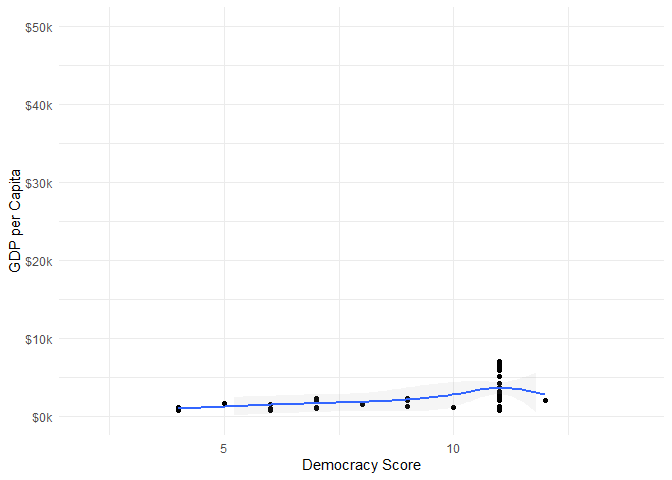 $50k
$40k
$30k
$20k
$10k
$0k
GDP per Capita
5
10
Democracy Score